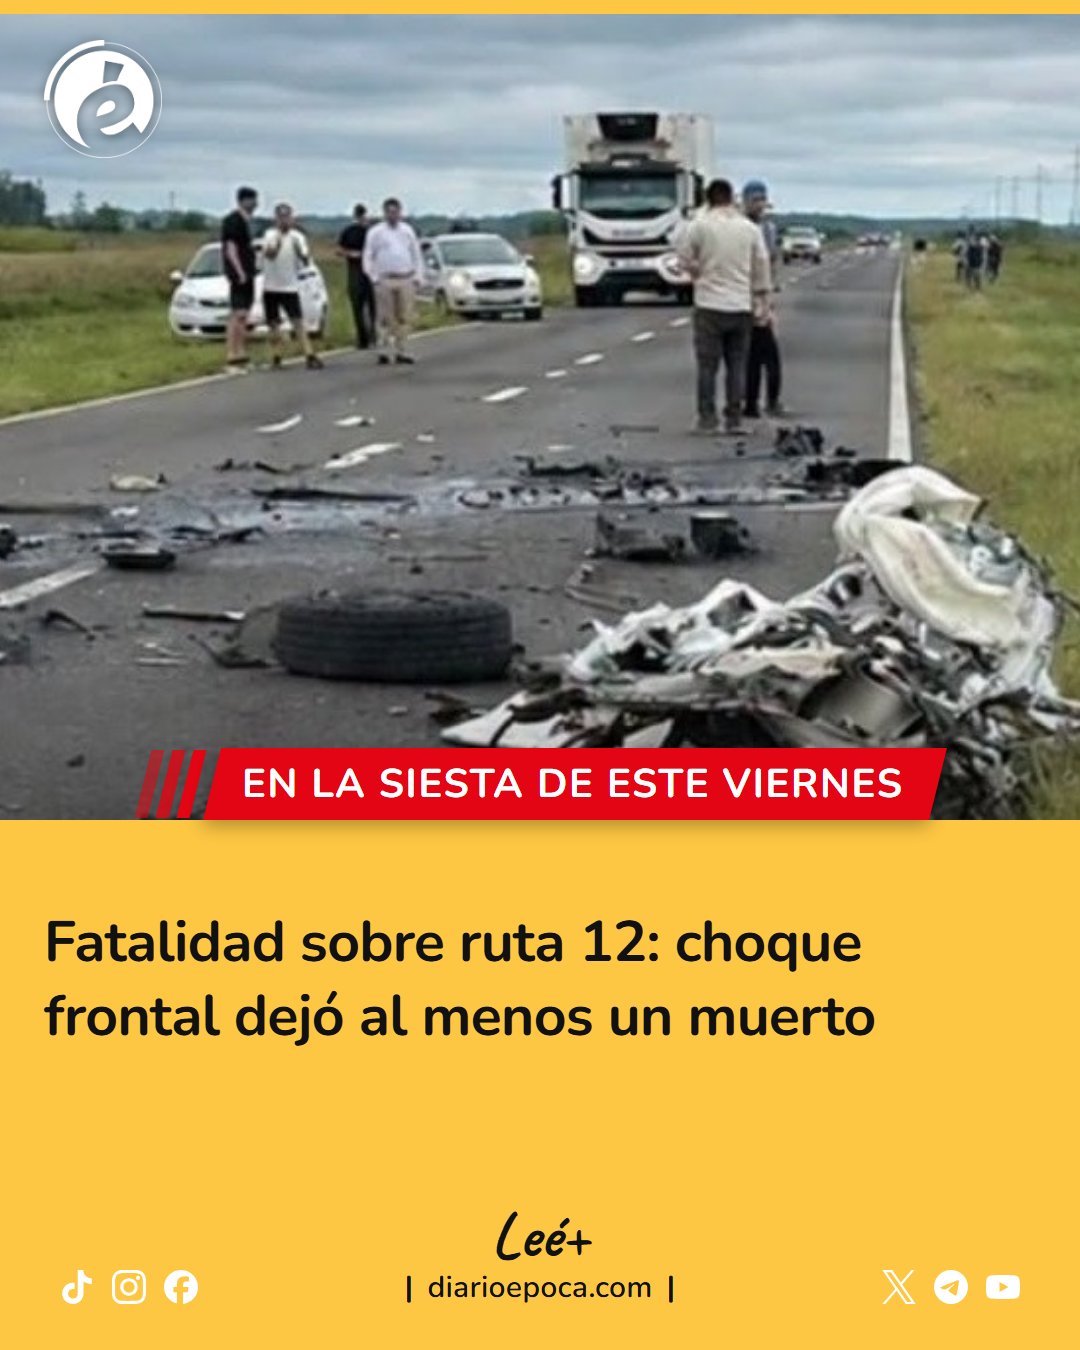 EN LA SIESTA DE ESTE VIERNES
Fatalidad sobre ruta 12: choque
frontal dejó al menos un muerto
Leé+
| diarioepoca.com |